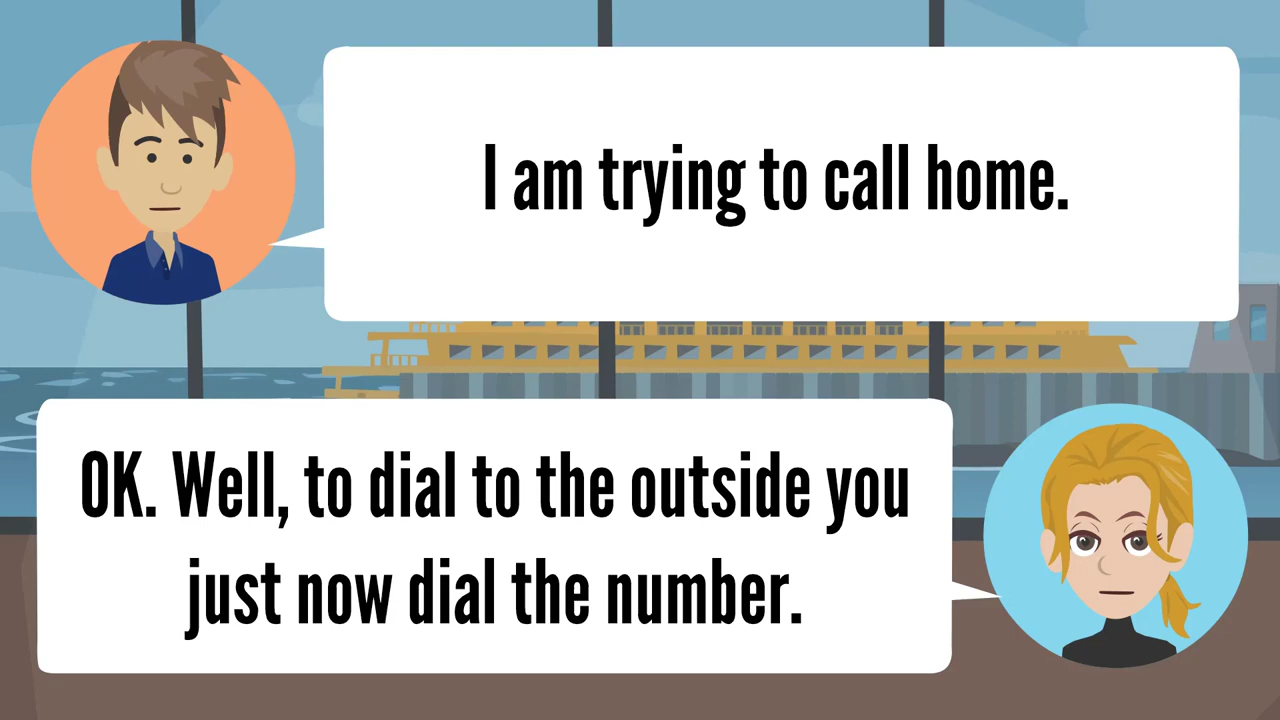 I am trying to call home.
OK. Well, to dial to the outside you
just now dial the number.